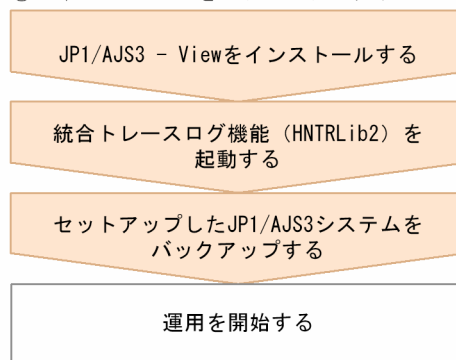 JP1/AJS3 - Viewをインストールする
統合トレースログ機能（HNTRLib2）を
起動する
セットアップしたJP1/AJS3システムを
バックアップする
運用を開始する